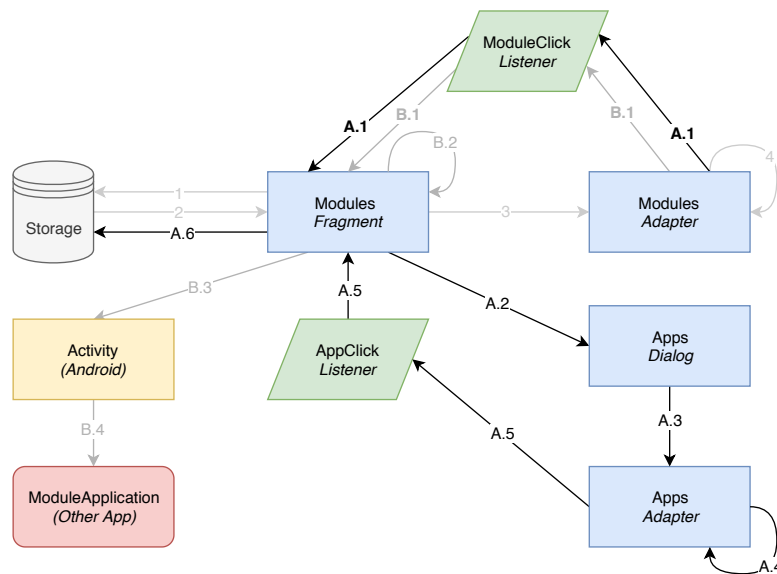 ModuleClick
Listener
A.1
B.1
B.1
A.1
B.2
4
1
Modules
Fragment
Modules
Adapter
2
3
Storage
A.6
B.3
A.5
A.2
Activity
(Android)
AppClick
Listener
Apps
Dialog
B.4
A.5
A.3
ModuleApplication
(Other App)
Apps
Adapter
A.4